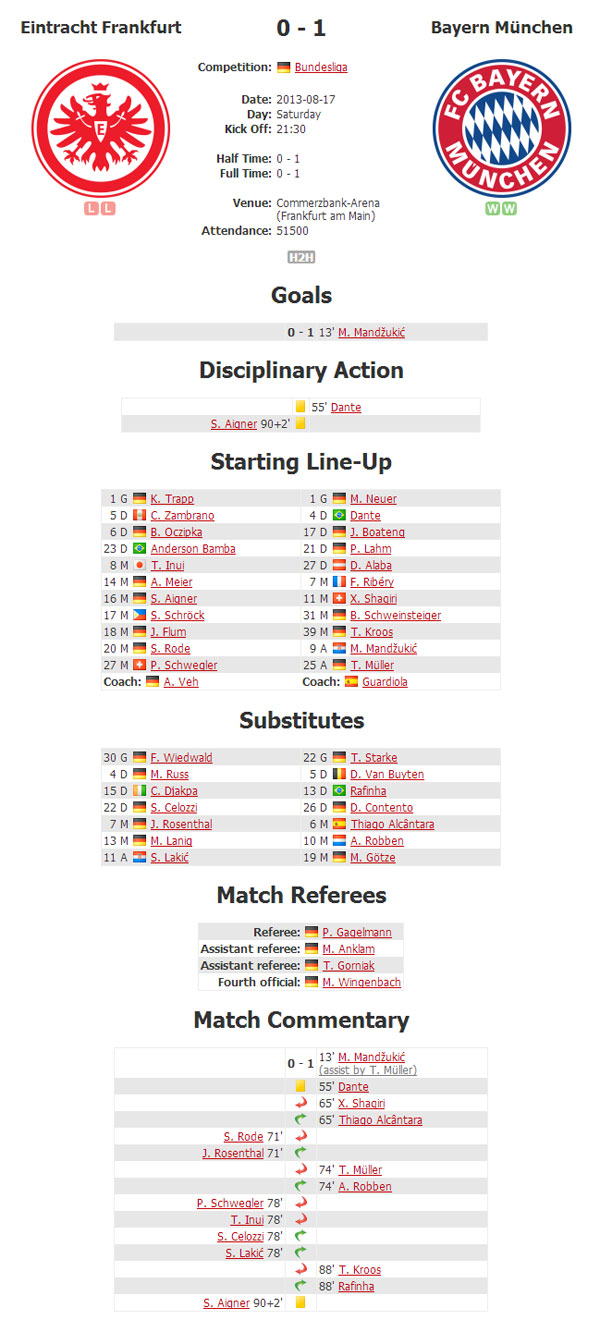 Eintracht Frankfurt 0 - 1 Bayern München
Competition: Bundesliga
Date: 2013-08-17
Day: Saturday
Kick Off: 21:30
Half Time: 0 - 1
Full Time: 0 - 1
Venue: Commerzbank-Arena
(Frankfurt am Main)
Attendance: 51500
E
FC BAYERN
MÜNCHEN
L L
W W
H2H
Goals
0 - 1 13' M. Mandžukić
Disciplinary Action
55' Dante
S. Aigner 90+2'
Starting Line-Up
1 G K. Trapp 1 G M. Neuer
5 D C. Zambrano 4 D Dante
6 D B. Oczipka 17 D J. Boateng
23 D Anderson Bamba 21 D P. Lahm
8 M T. Inui 27 D D. Alaba
14 M A. Meier 7 M F. Ribéry
16 M S. Aigner 11 M X. Shaqiri
17 M S. Schröck 31 M B. Schweinsteiger
18 M J. Flum 39 M T. Kroos
20 M S. Rode 9 A M. Mandžukić
27 M P. Schwegler 25 A T. Müller
Coach: A. Veh Coach: Guardiola
Substitutes
30 G F. Wiedwald 22 G T. Starke
4 D M. Russ 5 D D. Van Buyten
15 D C. Djakpa 13 D Rafinha
22 D S. Celozzi 26 D D. Contento
7 M J. Rosenthal 6 M Thiago Alcântara
13 M M. Lanig 10 M A. Robben
11 A S. Lakić 19 M M. Götze
Match Referees
Referee: P. Gagelmann
Assistant referee: M. Anklam
Assistant referee: T. Gorniak
Fourth official: M. Wingenbach
Match Commentary
0 - 1 13' M. Mandžukić
(assist by T. Müller)
55' Dante
65' X. Shaqiri
65' Thiago Alcântara
S. Rode 71'
J. Rosenthal 71'
74' T. Müller
74' A. Robben
P. Schwegler 78'
T. Inui 78'
S. Celozzi 78'
S. Lakić 78'
88' T. Kroos
88' Rafinha
S. Aigner 90+2'